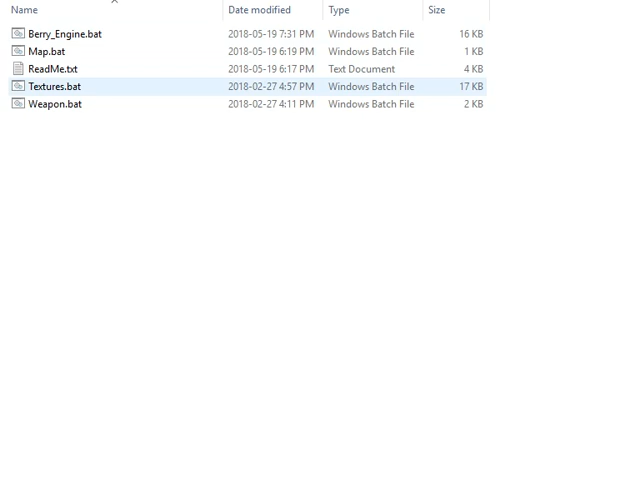 Name Date modified Type Size
Berry_Engine.bat 2018-05-19 7:31 PM Windows Batch File 16 KB
Map.bat 2018-05-19 6:19 PM Windows Batch File 1 KB
ReadMe.txt 2018-05-19 6:17 PM Text Document 4 KB
Textures.bat 2018-02-27 4:57 PM Windows Batch File 17 KB
Weapon.bat 2018-02-27 4:11 PM Windows Batch File 2 KB